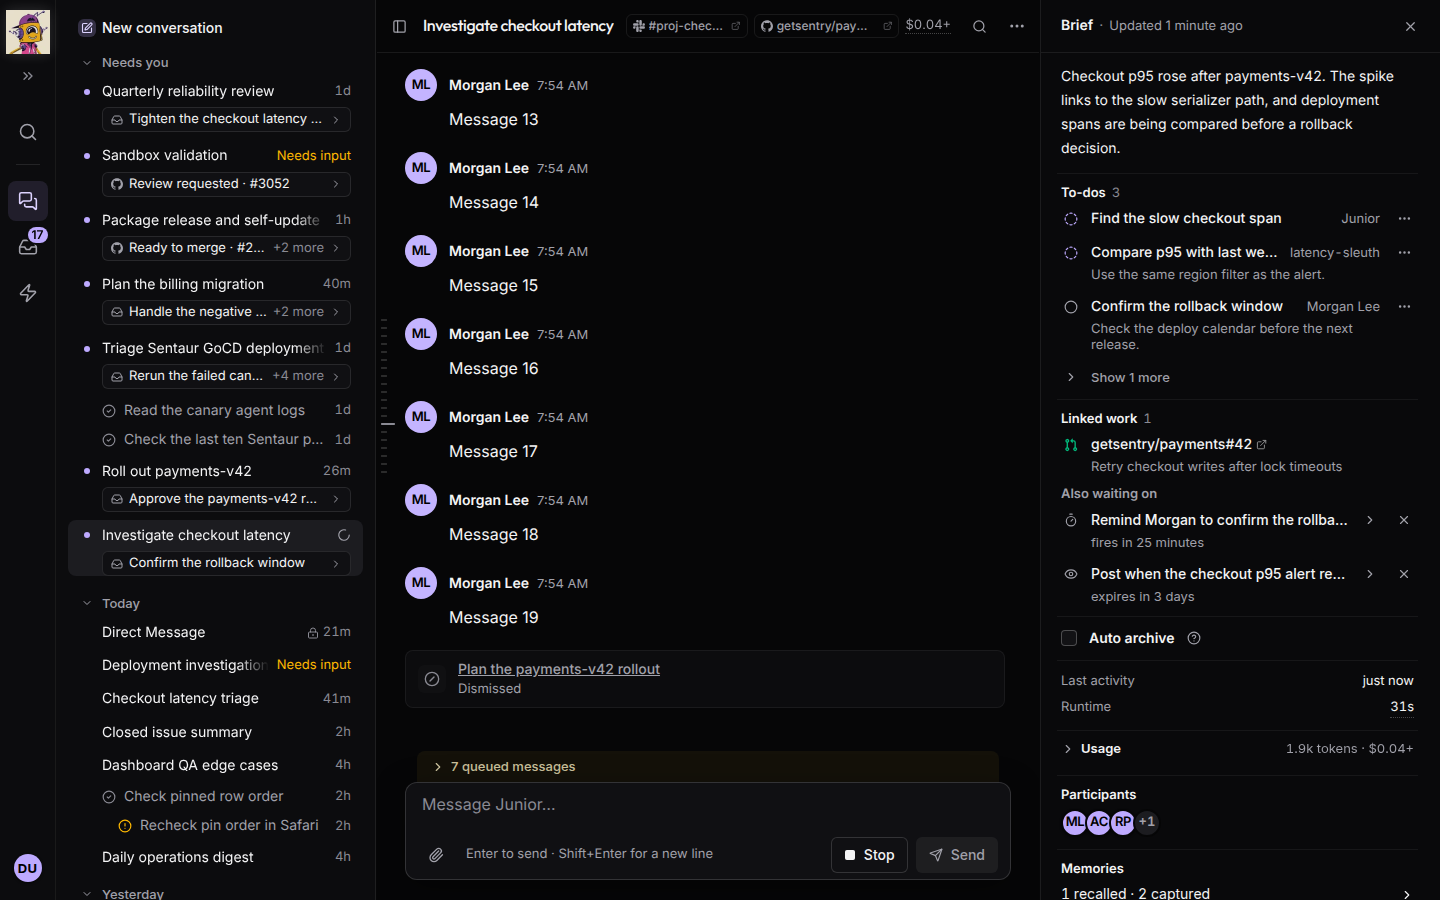 New conversation
Needs you
Quarterly reliability review 1d
Tighten the checkout latency ...
Sandbox validation Needs input
Review requested · #3052
Package release and self-update 1h
Ready to merge · #2... +2 more
Plan the billing migration 40m
Handle the negative ... +2 more
Triage Sentaur GoCD deployment 1d
Rerun the failed can... +4 more
Read the canary agent logs 1d
Check the last ten Sentaur p... 1d
Roll out payments-v42 26m
Approve the payments-v42 r...
Investigate checkout latency
Confirm the rollback window
Today
Direct Message 21m
Deployment investigation Needs input
Checkout latency triage 41m
Closed issue summary 2h
Dashboard QA edge cases 4h
Check pinned row order 2h
Recheck pin order in Safari 2h
Daily operations digest 4h
Yesterday
17
DU
Investigate checkout latency #proj-chec... getsentry/pay... $0.04+
ML Morgan Lee 7:54 AM
Message 13
ML Morgan Lee 7:54 AM
Message 14
ML Morgan Lee 7:54 AM
Message 15
ML Morgan Lee 7:54 AM
Message 16
ML Morgan Lee 7:54 AM
Message 17
ML Morgan Lee 7:54 AM
Message 18
ML Morgan Lee 7:54 AM
Message 19
Plan the payments-v42 rollout
Dismissed
7 queued messages
Message Junior...
Enter to send · Shift+Enter for a new line Stop Send
Brief · Updated 1 minute ago
Checkout p95 rose after payments-v42. The spike
links to the slow serializer path, and deployment
spans are being compared before a rollback
decision.
To-dos 3
Find the slow checkout span Junior
Compare p95 with last we... latency-sleuth
Use the same region filter as the alert.
Confirm the rollback window Morgan Lee
Check the deploy calendar before the next
release.
Show 1 more
Linked work 1
getsentry/payments#42
Retry checkout writes after lock timeouts
Also waiting on
Remind Morgan to confirm the rollba...
fires in 25 minutes
Post when the checkout p95 alert re...
expires in 3 days
Auto archive
Last activity just now
Runtime 31s
Usage 1.9k tokens · $0.04+
Participants
ML AC RP +1
Memories
1 recalled · 2 captured